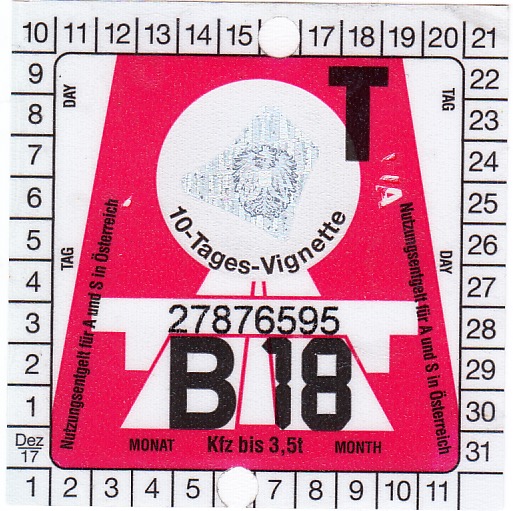 10 11 12 13 14 15 17 18 19 20 21
9 22
8 23
7 24
6 25
5 26
4 27
3 28
2 29
1 30
Dez 17 31
1 2 3 4 5 7 8 9 10 11
DAY
TAG
TAG
DAY
T
10-Tages-Vignette
Nutzungsentgelt für A und S in Österreich
Nutzungsentgelt für A und S in Österreich
27876595
B 18
MONAT Kfz bis 3,5t MONTH